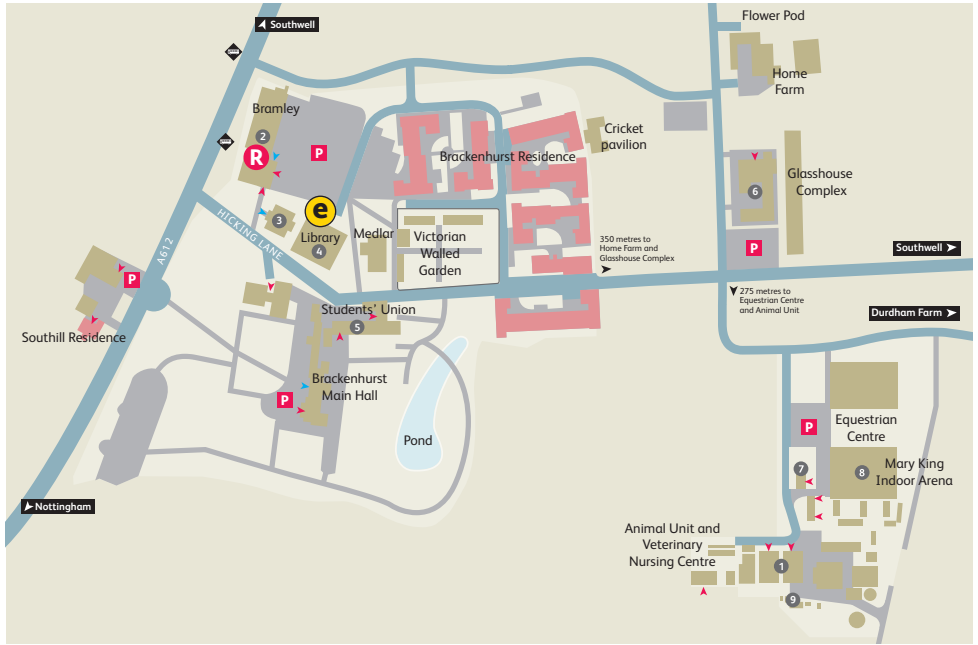 Southwell
Flower Pod
Home
Farm
Bramley
2
R
P
Cricket
pavilion
Brackenhurst Residence
Glasshouse
Complex
6
e
3
Library
4
Medlar
Victorian
Walled
Garden
HICKING LANE
A612
P
350 metres to
Home Farm and
Glasshouse Complex
P
Southwell
275 metres to
Equestrian Centre
and Animal Unit
Durdham Farm
Southill Residence
Students' Union
5
Brackenhurst
Main Hall
P
Pond
P
Equestrian
Centre
7
8
Mary King
Indoor Arena
Nottingham
Animal Unit and
Veterinary
Nursing Centre
1
9